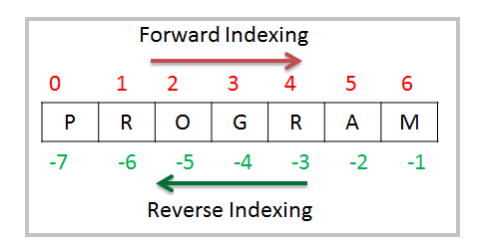 Forward Indexing
0 1 2 3 4 5 6
P R O G R A M
-7 -6 -5 -4 -3 -2 -1
Reverse Indexing